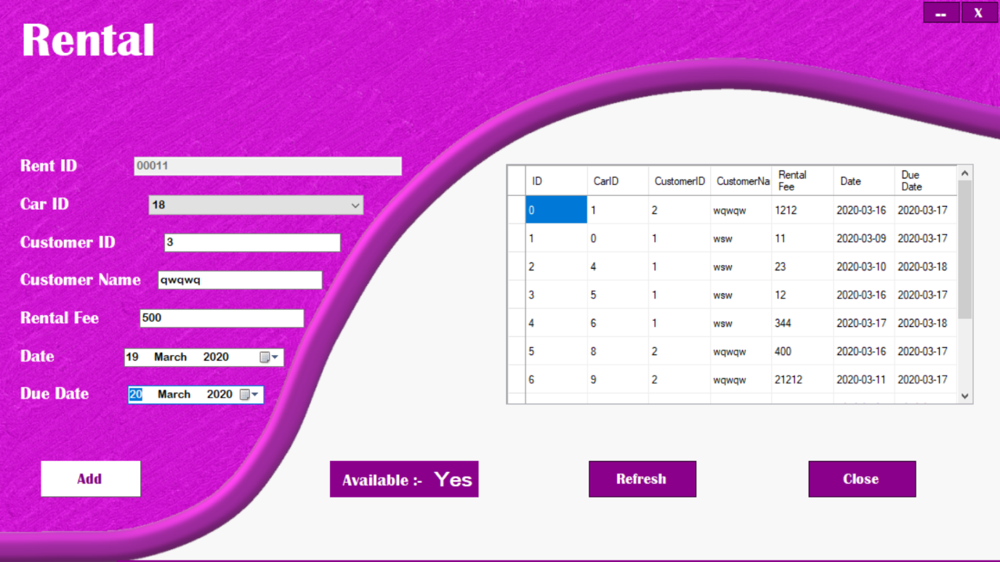 -- X
Rental
Rent ID 00011
Car ID 18
Customer ID 3
Customer Name qwqwq
Rental Fee 500
Date 19 March 2020
Due Date 20 March 2020
ID CarID CustomerID CustomerNa Rental Fee Date Due Date
0 1 2 wqwqw 1212 2020-03-16 2020-03-17
1 0 1 wsw 11 2020-03-09 2020-03-17
2 4 1 wsw 23 2020-03-10 2020-03-18
3 5 1 wsw 12 2020-03-16 2020-03-17
4 6 1 wsw 344 2020-03-17 2020-03-18
5 8 2 wqwqw 400 2020-03-16 2020-03-17
6 9 2 wqwqw 21212 2020-03-11 2020-03-17
Add Available :- Yes Refresh Close